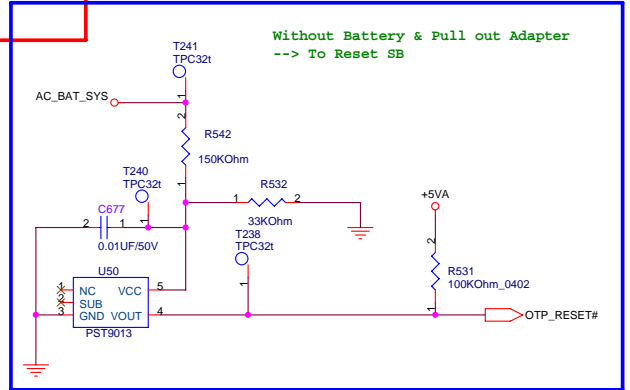 Without Battery & Pull out Adapter
--> To Reset SB
T241
TPC32t
1
AC_BAT_SYS
2
R542
150KOhm
1
T240
TPC32t
1
R532
1
2
33KOhm
C677
2
1
0.01UF/50V
T238
TPC32t
1
+5VA
2
R531
100KOhm_0402
1
U50
1
NC
VCC
5
2
SUB
3
GND
VOUT
4
PST9013
OTP_RESET#